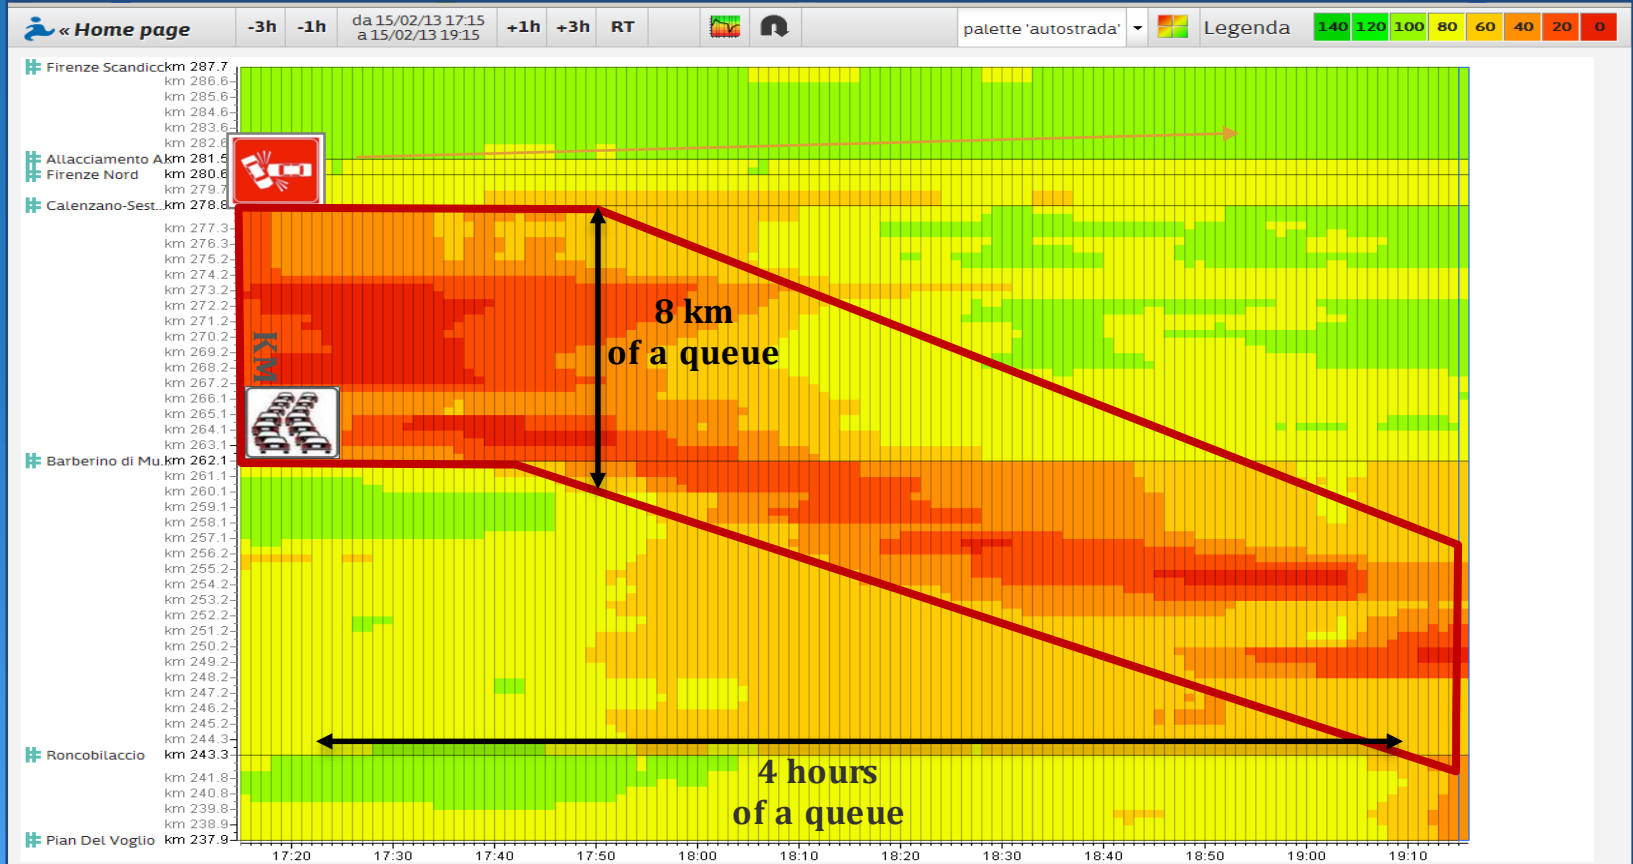 « Home page
-3h
-1h
da 15/02/13 17:15
a 15/02/13 19:15
+1h
+3h
RT
palette 'autostrada'
Legenda
140 120 100 80 60 40 20 0
Firenze Scandicc km 287.7
km 286.6
km 285.6
km 284.6
km 283.6
km 282.6
Allacciamento A. km 281.5
Firenze Nord km 280.6
km 279.7
Calenzano-Sest... km 278.8
km 277.3
km 276.3
km 275.2
km 274.2
km 273.2
km 272.2
km 271.2
km 270.2
km 269.2
km 268.2
km 267.2
km 266.1
km 265.1
km 264.1
km 263.1
Barberino di Mu. km 262.1
km 261.1
km 260.1
km 259.1
km 258.1
km 257.1
km 256.2
km 255.2
km 254.2
km 253.2
km 252.2
km 251.2
km 250.2
km 249.2
km 248.2
km 247.2
km 246.2
km 245.2
km 244.3
Roncobilaccio km 243.3
km 241.8
km 240.8
km 239.8
km 238.9
Pian Del Voglio km 237.9
KM
8 km
of a queue
4 hours
of a queue
17:20 17:30 17:40 17:50 18:00 18:10 18:20 18:30 18:40 18:50 19:00 19:10